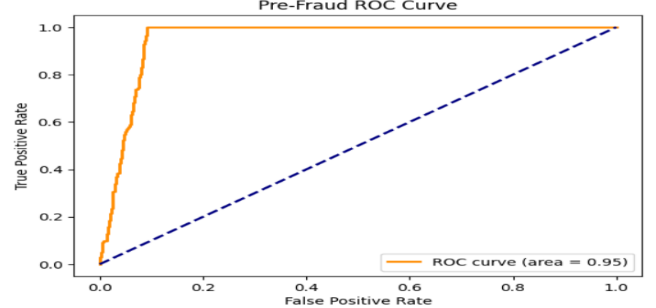 Pre-Fraud ROC Curve
1.0
0.8
0.6
0.4
0.2
0.0
True Positive Rate
ROC curve (area = 0.95)
0.0 0.2 0.4 0.6 0.8 1.0
False Positive Rate